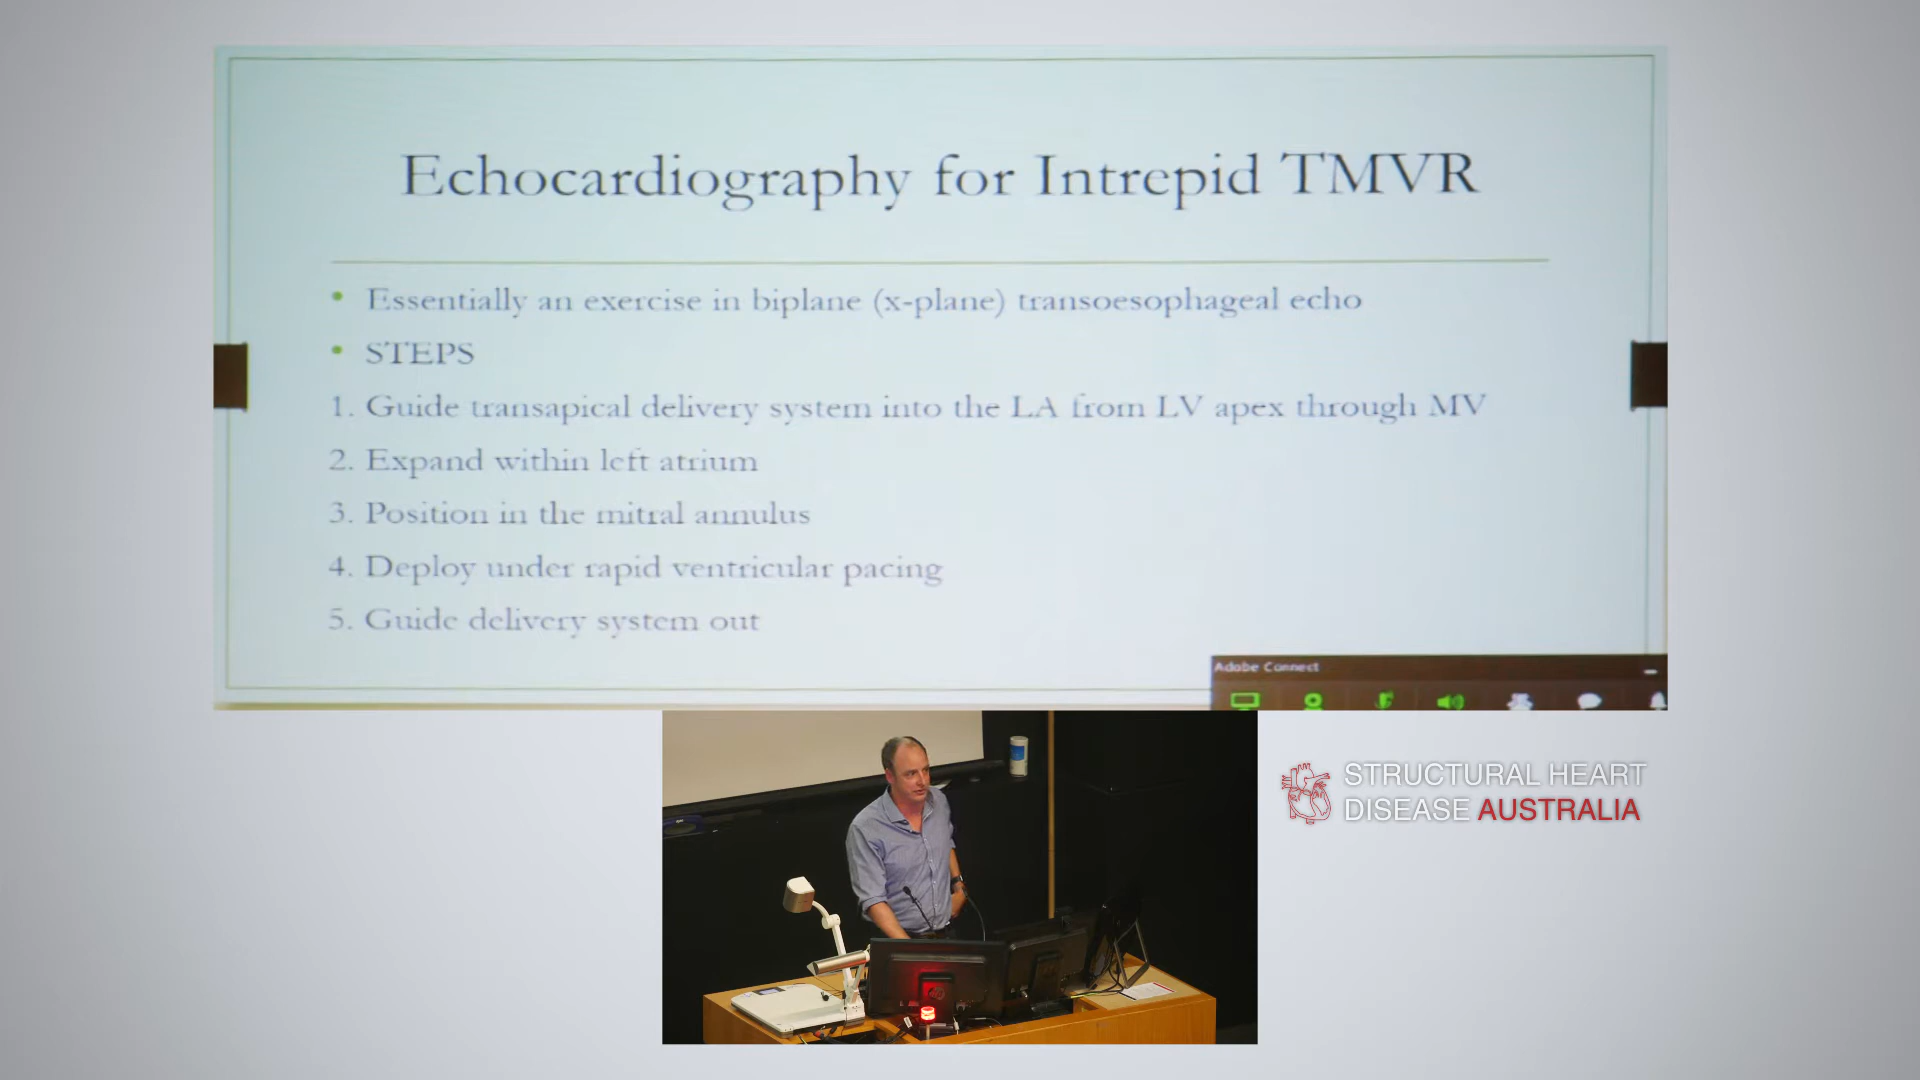 Echocardiography for Intrepid TMVR
• Essentially an exercise in biplane (x-plane) transoesophageal echo
• STEPS
1. Guide transapical delivery system into the LA from LV apex through MV
2. Expand within left atrium
3. Position in the mitral annulus
4. Deploy under rapid ventricular pacing
5. Guide delivery system out
Adobe Connect
STRUCTURAL HEART
DISEASE AUSTRALIA